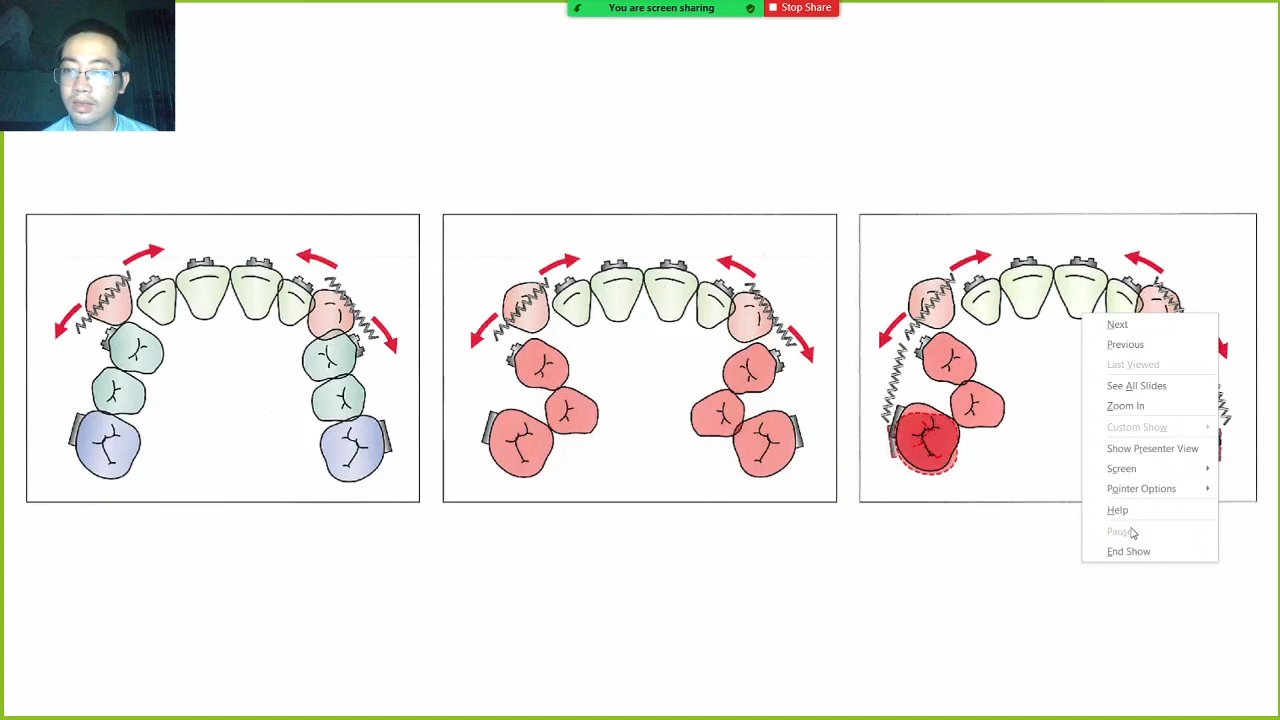 You are screen sharing
Stop Share
Next
Previous
Last Viewed
See All Slides
Zoom In
Custom Show
Show Presenter View
Screen
Pointer Options
Help
Pause
End Show